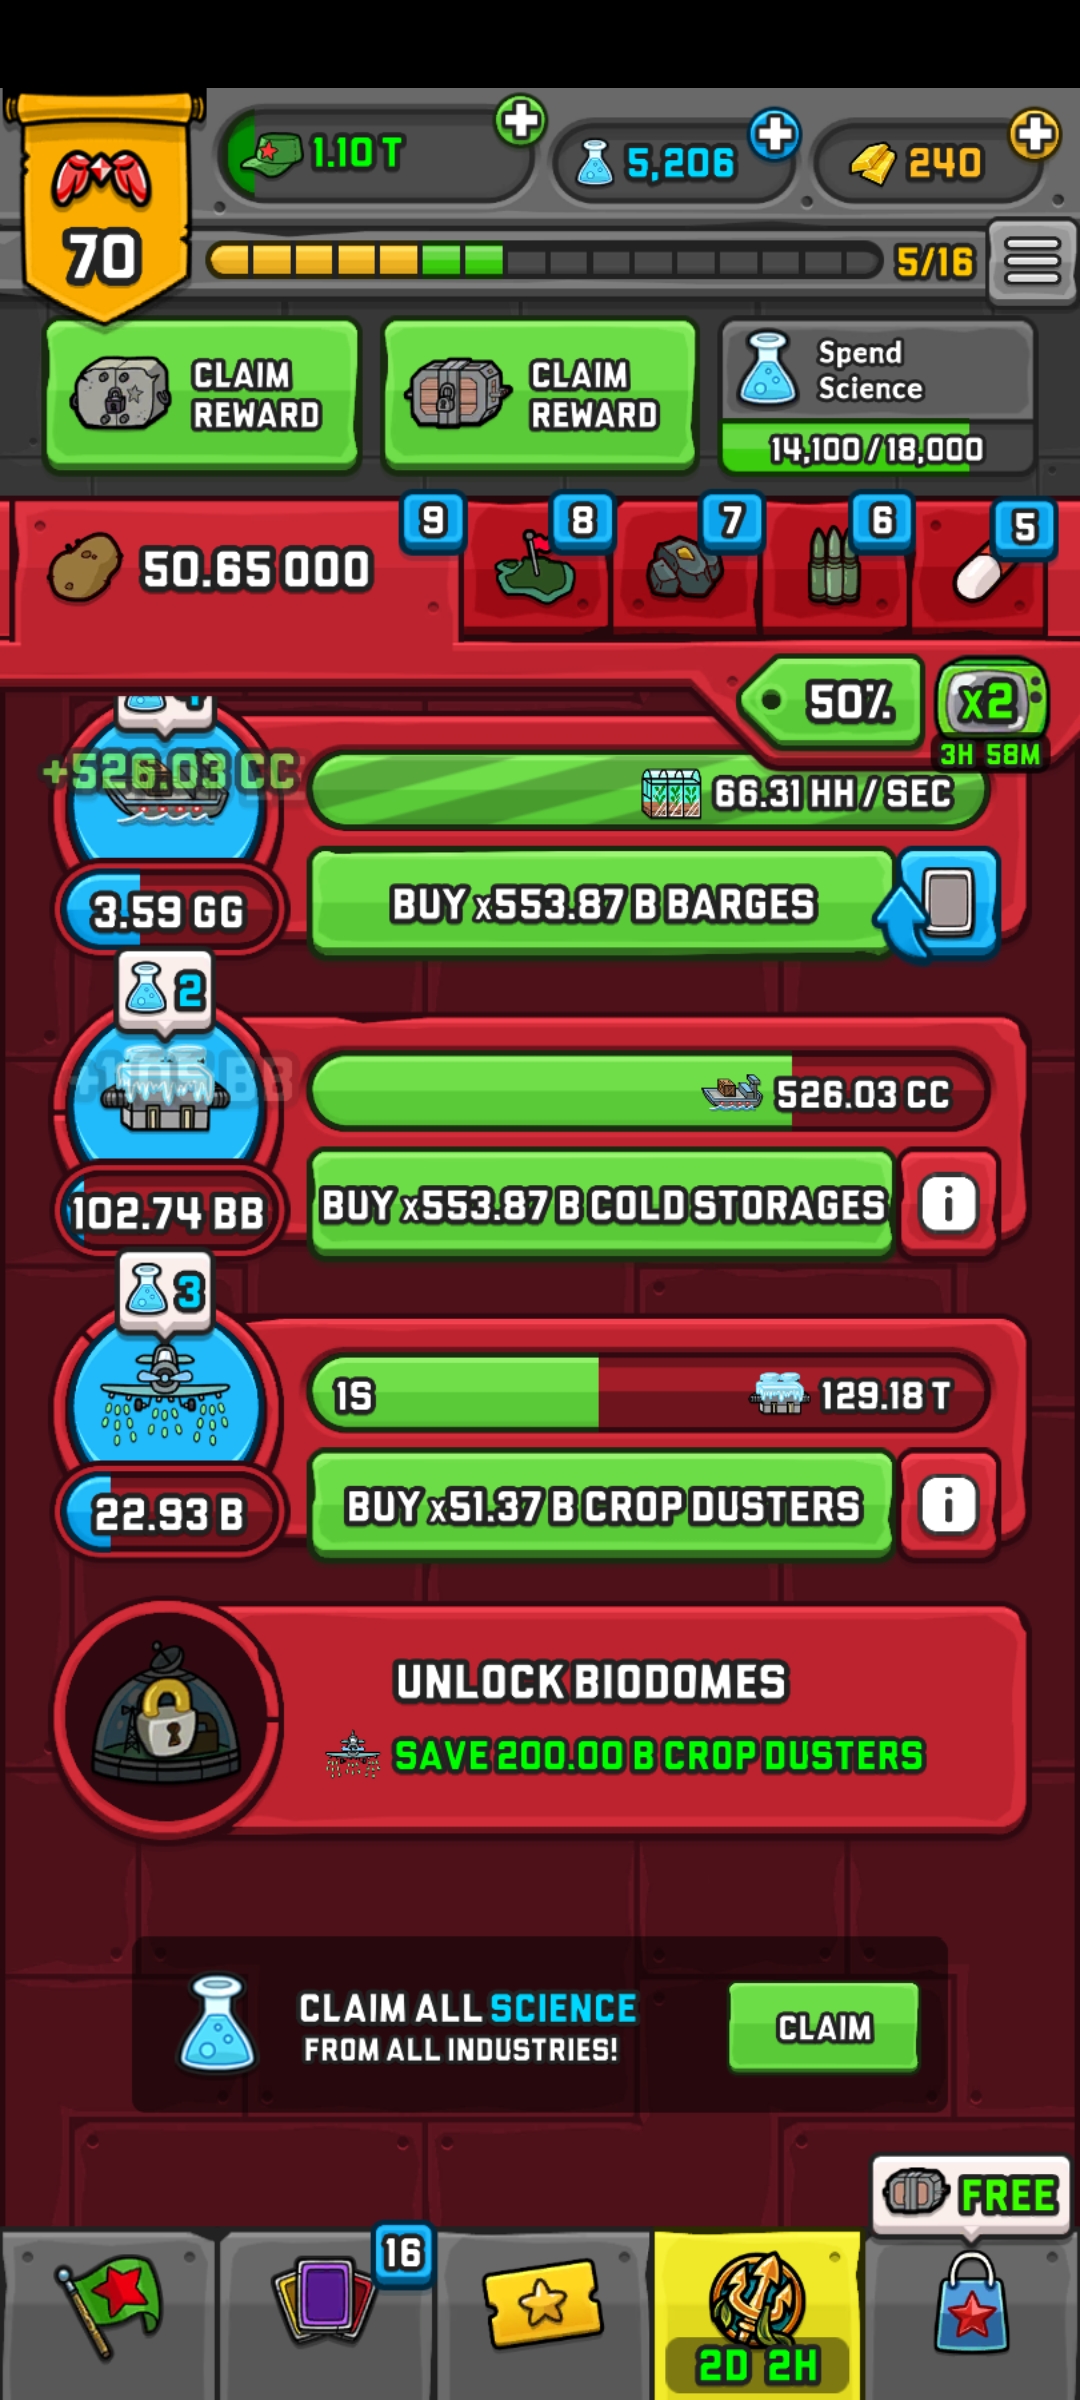 1.10 T
5,206
240
70
5/16
CLAIM
REWARD
CLAIM
REWARD
Spend
Science
14,100 / 18,000
50.65 000
9
8
7
6
5
50%
x2
3H 58M
+526.03 CC
66.31 HH / SEC
3.59 GG
BUY x553.87 B BARGES
2
526.03 CC
102.74 BB
BUY x553.87 B COLD STORAGES
i
3
1S
129.18 T
22.93 B
BUY x51.37 B CROP DUSTERS
i
UNLOCK BIODOMES
SAVE 200.00 B CROP DUSTERS
CLAIM ALL SCIENCE
FROM ALL INDUSTRIES!
CLAIM
FREE
16
2D 2H